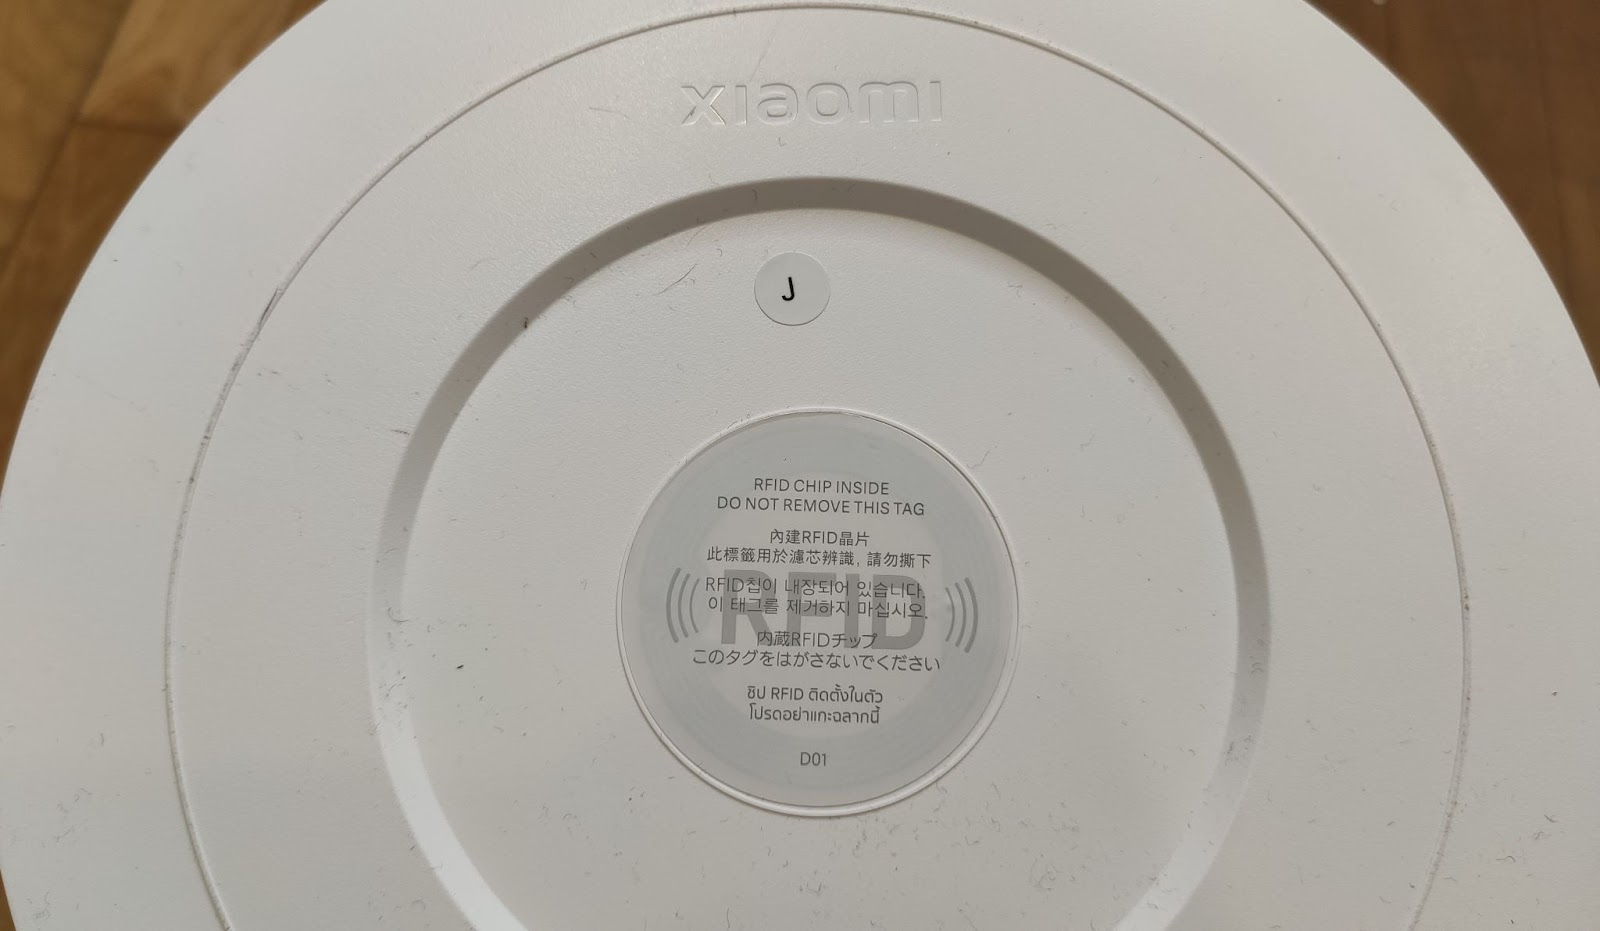 xiaomi
J
RFID CHIP INSIDE
DO NOT REMOVE THIS TAG
內建RFID晶片
此標籤用於濾芯辨識, 請勿撕下
RFID칩이 내장되어 있습니다.
이 태그를 제거하지 마십시오.
RFID
内蔵RFIDチップ
このタグをはがさないでください
ชิป RFID ติดตั้งในตัว
โปรดอย่าแกะฉลากนี้
D01